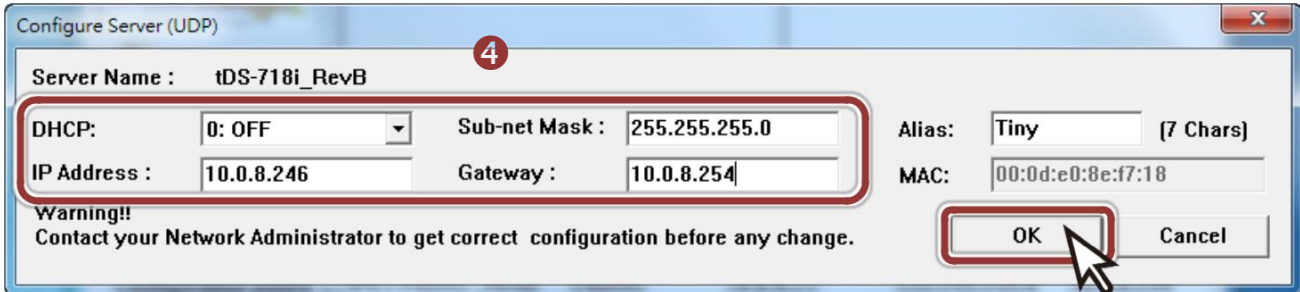 Configure Server (UDP)
4
Server Name : tDS-718i_RevB
DHCP: 0: OFF Sub-net Mask : 255.255.255.0 Alias: Tiny (7 Chars)
IP Address : 10.0.8.246 Gateway : 10.0.8.254 MAC: 00:0d:e0:8e:f7:18
Warning!!
Contact your Network Administrator to get correct configuration before any change.
OK Cancel